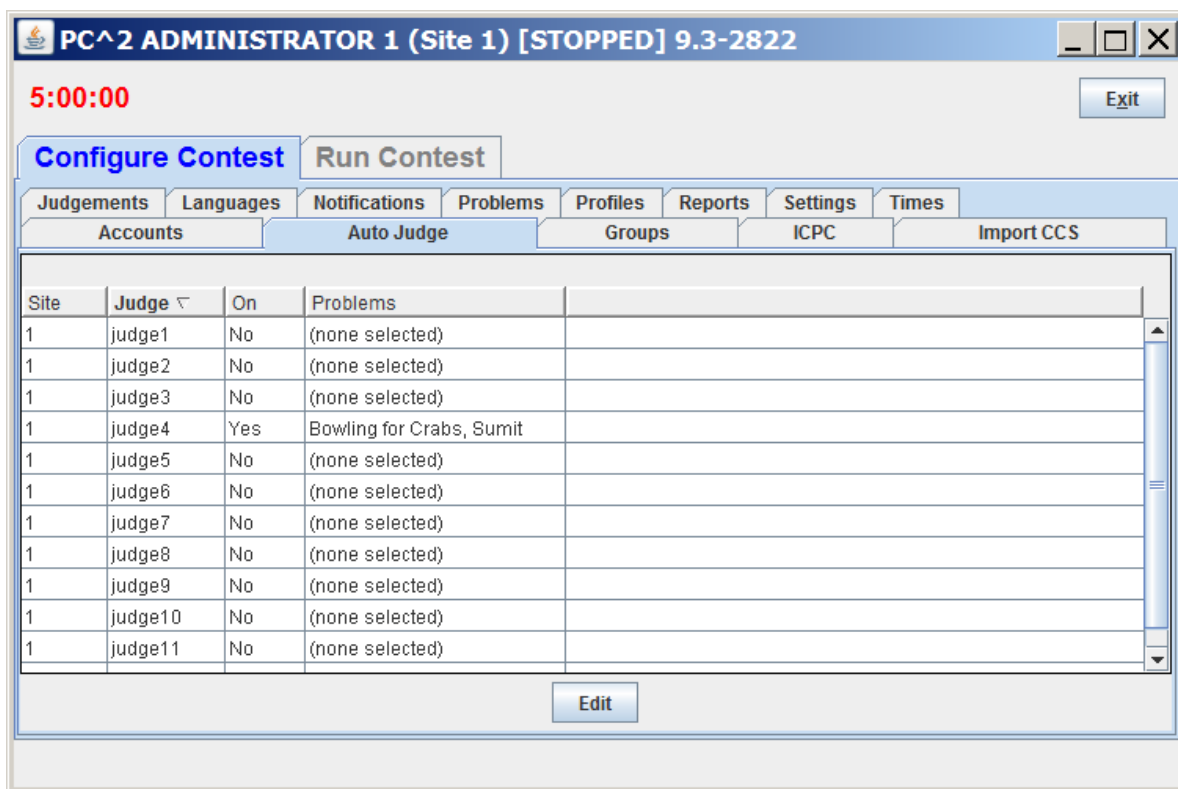 PC^2 ADMINISTRATOR 1 (Site 1) [STOPPED] 9.3-2822
5:00:00 Exit
Configure Contest Run Contest
Judgements Languages Notifications Problems Profiles Reports Settings Times
Accounts Auto Judge Groups ICPC Import CCS
Site Judge On Problems
1 judge1 No (none selected)
1 judge2 No (none selected)
1 judge3 No (none selected)
1 judge4 Yes Bowling for Crabs, Sumit
1 judge5 No (none selected)
1 judge6 No (none selected)
1 judge7 No (none selected)
1 judge8 No (none selected)
1 judge9 No (none selected)
1 judge10 No (none selected)
1 judge11 No (none selected)
Edit